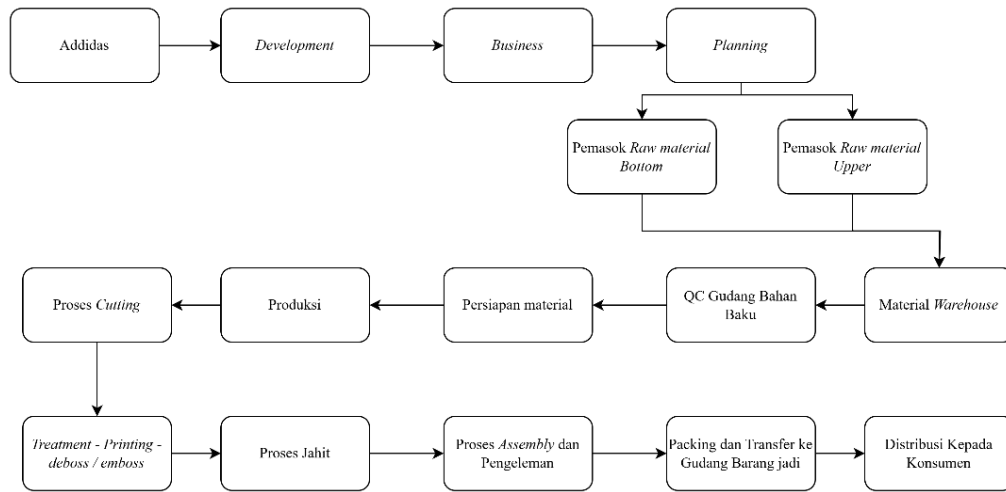 Addidas
Development
Business
Planning
Pemasok Raw material
Bottom
Pemasok Raw material
Upper
Material Warehouse
QC Gudang Bahan
Baku
Persiapan material
Produksi
Proses Cutting
Treatment - Printing -
deboss / emboss
Proses Jahit
Proses Assembly dan
Pengeleman
Packing dan Transfer ke
Gudang Barang jadi
Distribusi Kepada
Konsumen